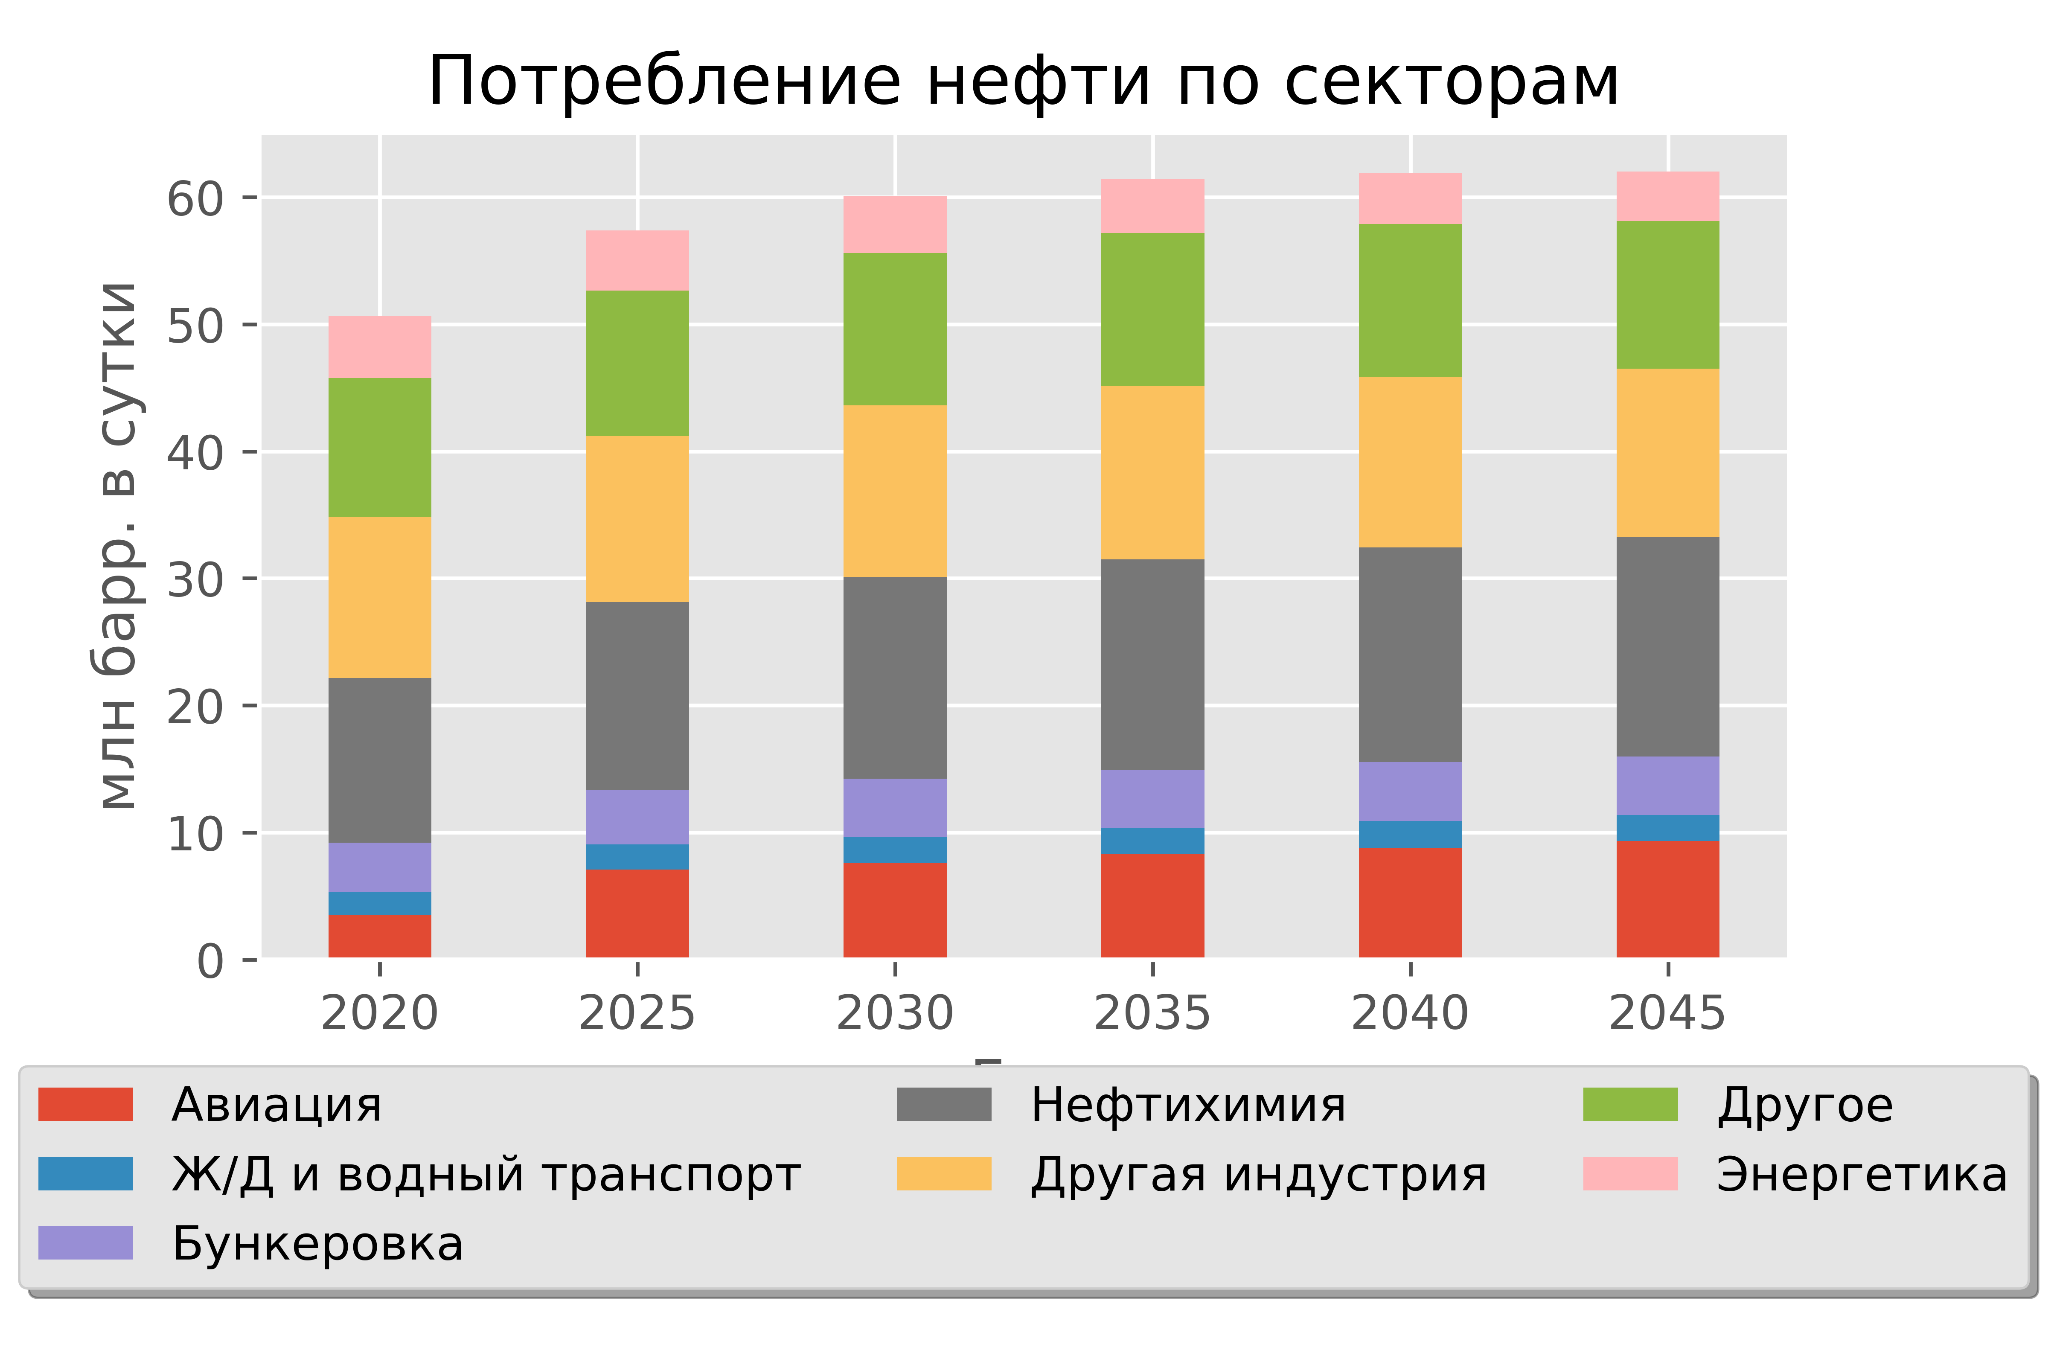 Потребление нефти по секторам
млн барр. в сутки
60
50
40
30
20
10
0
2020 2025 2030 2035 2040 2045
Авиация
Ж/Д и водный транспорт
Бункеровка
Нефтихимия
Другая индустрия
Другое
Энергетика